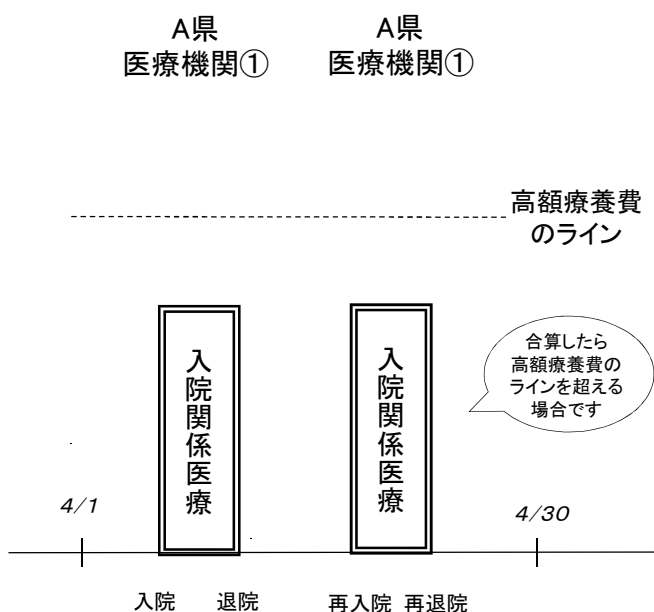 A県
医療機関①
A県
医療機関①
高額療養費
のライン
入院関係医療
入院関係医療
合算したら
高額療養費の
ラインを超える
場合です
4/1
4/30
入院
退院
再入院
再退院